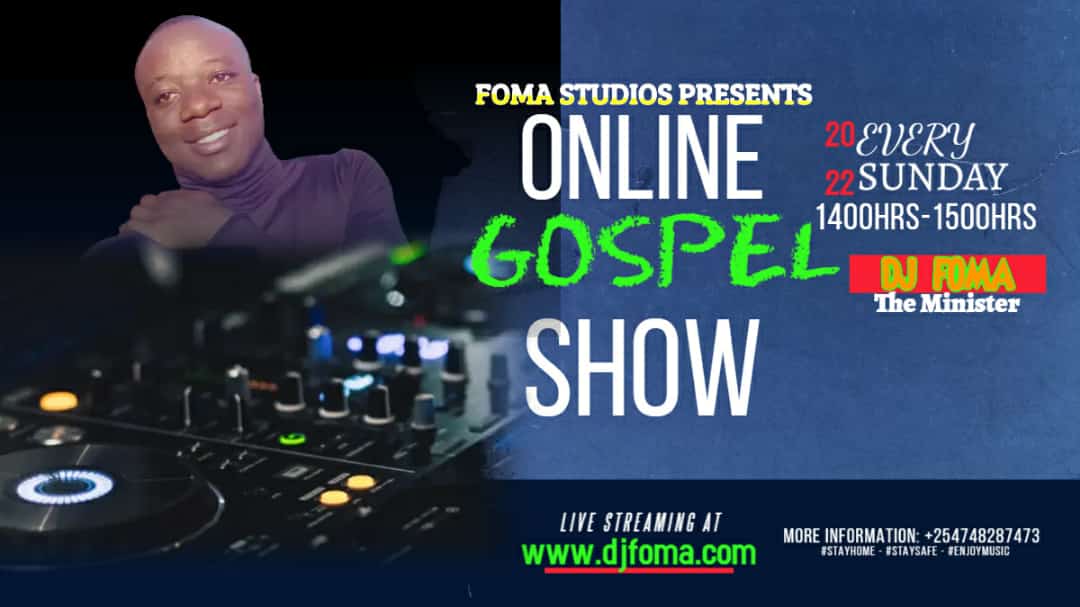 FOMA STUDIOS PRESENTS
ONLINE
GOSPEL
SHOW
20 EVERY
22 SUNDAY
1400HRS-1500HRS
DJ FOMA
The Minister
LIVE STREAMING AT
www.djfoma.com
MORE INFORMATION: +254748287473
#STAYHOME - #STAYSAFE - #ENJOYMUSIC